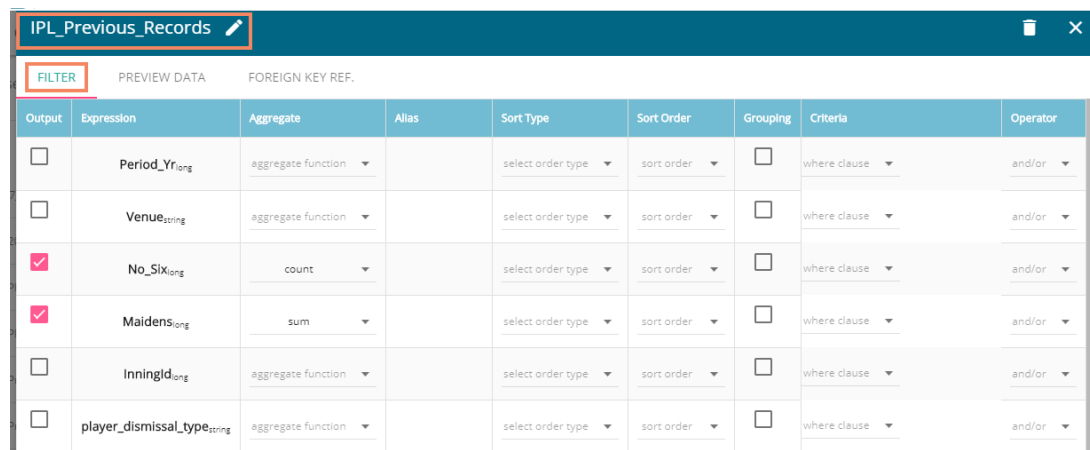 IPL_Previous_Records
FILTER PREVIEW DATA FOREIGN KEY REF.
Output Expression Aggregate Alias Sort Type Sort Order Grouping Criteria Operator
Period_Yrlong aggregate function select order type sort order where clause and/or
Venuestring aggregate function select order type sort order where clause and/or
No_Sixlong count select order type sort order where clause and/or
Maidenslong sum select order type sort order where clause and/or
InningIdlong aggregate function select order type sort order where clause and/or
player_dismissal_typestring aggregate function select order type sort order where clause and/or